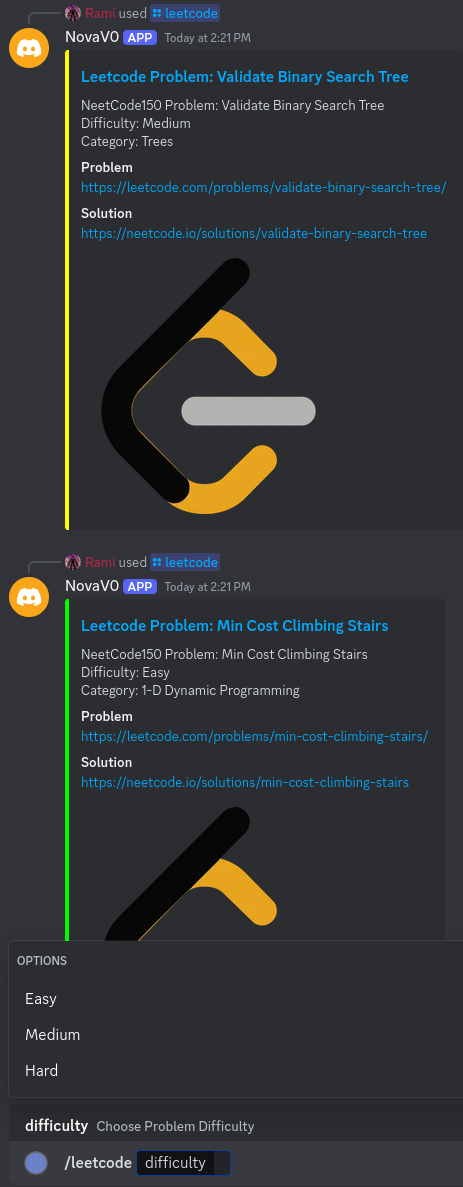 Rami used leetcode
NovaV0 APP Today at 2:21 PM
Leetcode Problem: Validate Binary Search Tree
NeetCode150 Problem: Validate Binary Search Tree
Difficulty: Medium
Category: Trees
Problem
https://leetcode.com/problems/validate-binary-search-tree/
Solution
https://neetcode.io/solutions/validate-binary-search-tree
Rami used leetcode
NovaV0 APP Today at 2:21 PM
Leetcode Problem: Min Cost Climbing Stairs
NeetCode150 Problem: Min Cost Climbing Stairs
Difficulty: Easy
Category: 1-D Dynamic Programming
Problem
https://leetcode.com/problems/min-cost-climbing-stairs/
Solution
https://neetcode.io/solutions/min-cost-climbing-stairs
OPTIONS
Easy
Medium
Hard
difficulty Choose Problem Difficulty
/leetcode difficulty